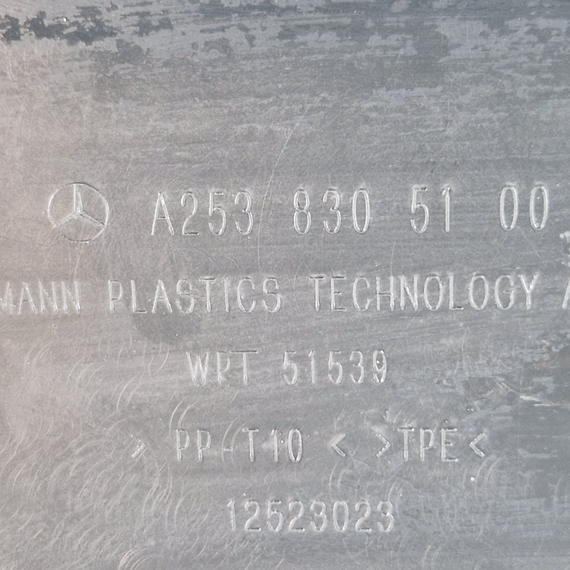 A253 830 51 00
MANN PLASTICS TECHNOLOGY A
WPT 51539
> PP-T10 < >TPE<
12523023